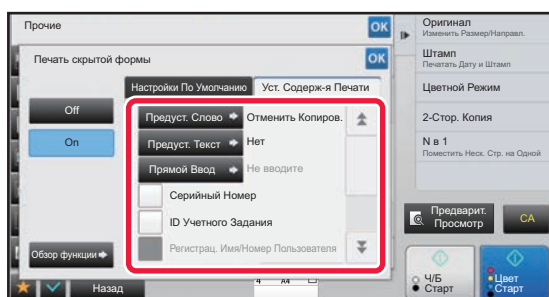 Прочие
OK
Печать скрытой формы
OK
Настройки По Умолчанию
Уст. Содерж-я Печати
Off
On
Предуст. Слово
Отменить Копиров.
Предуст. Текст
Нет
Прямой Ввод
Не вводите
Серийный Номер
ID Учетного Задания
Регистрац. Имя/Номер Пользователя
Обзор функции
Назад
A4
Оригинал
Изменить Размер/Направл.
Штамп
Печатать Дату и Штамп
Цветной Режим
2-Стор. Копия
N в 1
Поместить Неск. Стр. на Одной
Предварит.
Просмотр
CA
Ч/Б
Старт
Цвет
Старт